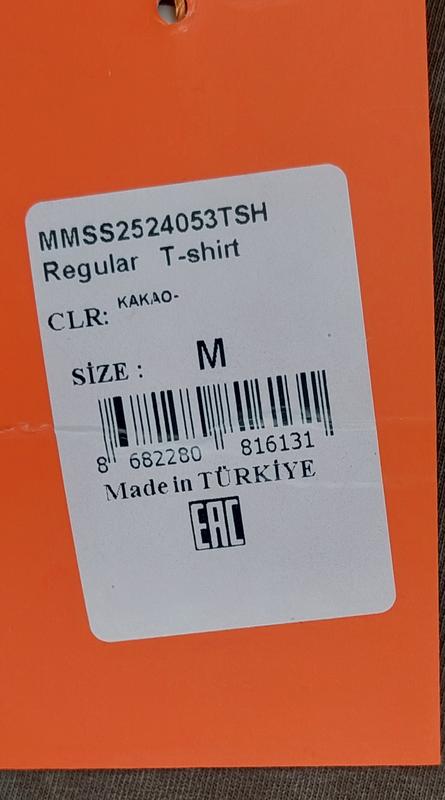 MMSS2524053TSH
Regular T-shirt
CLR: KAKAO-
SİZE : M
8 682280 816131
Made in TÜRKİYE
EAC